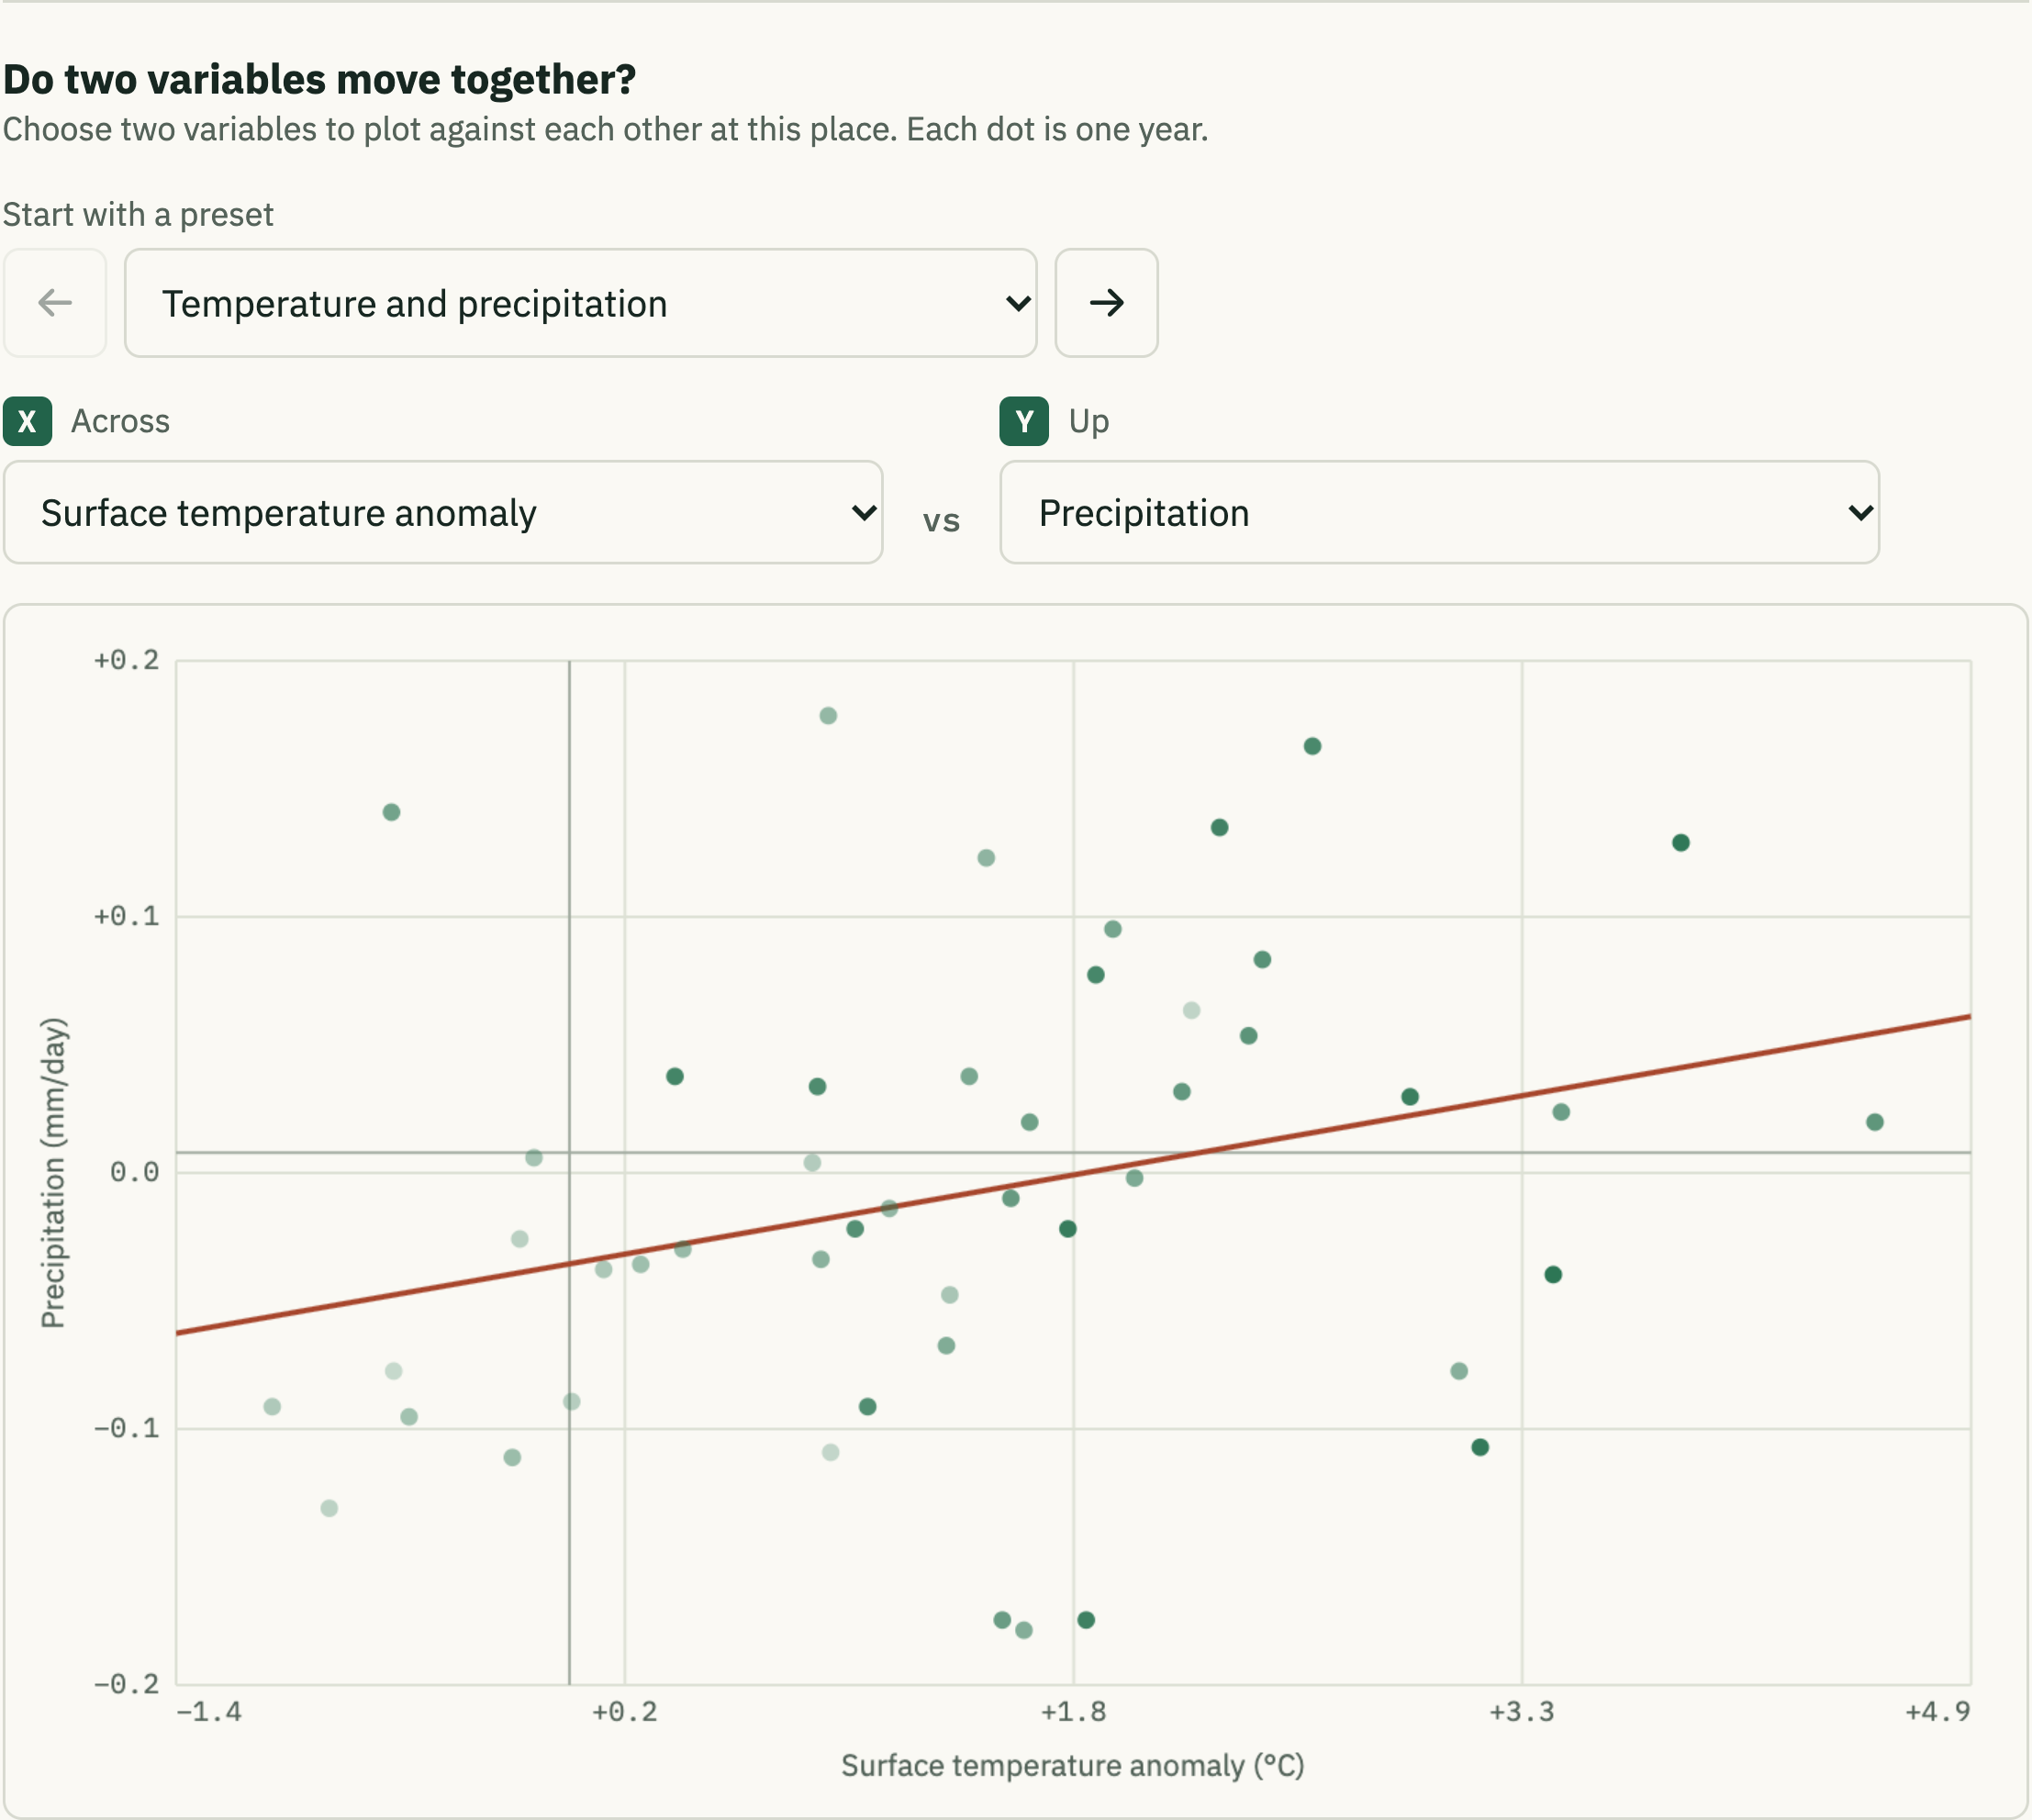 Do two variables move together?
Choose two variables to plot against each other at this place. Each dot is one year.
Start with a preset
← Temperature and precipitation →
X Across
Surface temperature anomaly
vs
Y Up
Precipitation
+0.2
+0.1
0.0
−0.1
−0.2
Precipitation (mm/day)
−1.4 +0.2 +1.8 +3.3 +4.9
Surface temperature anomaly (°C)